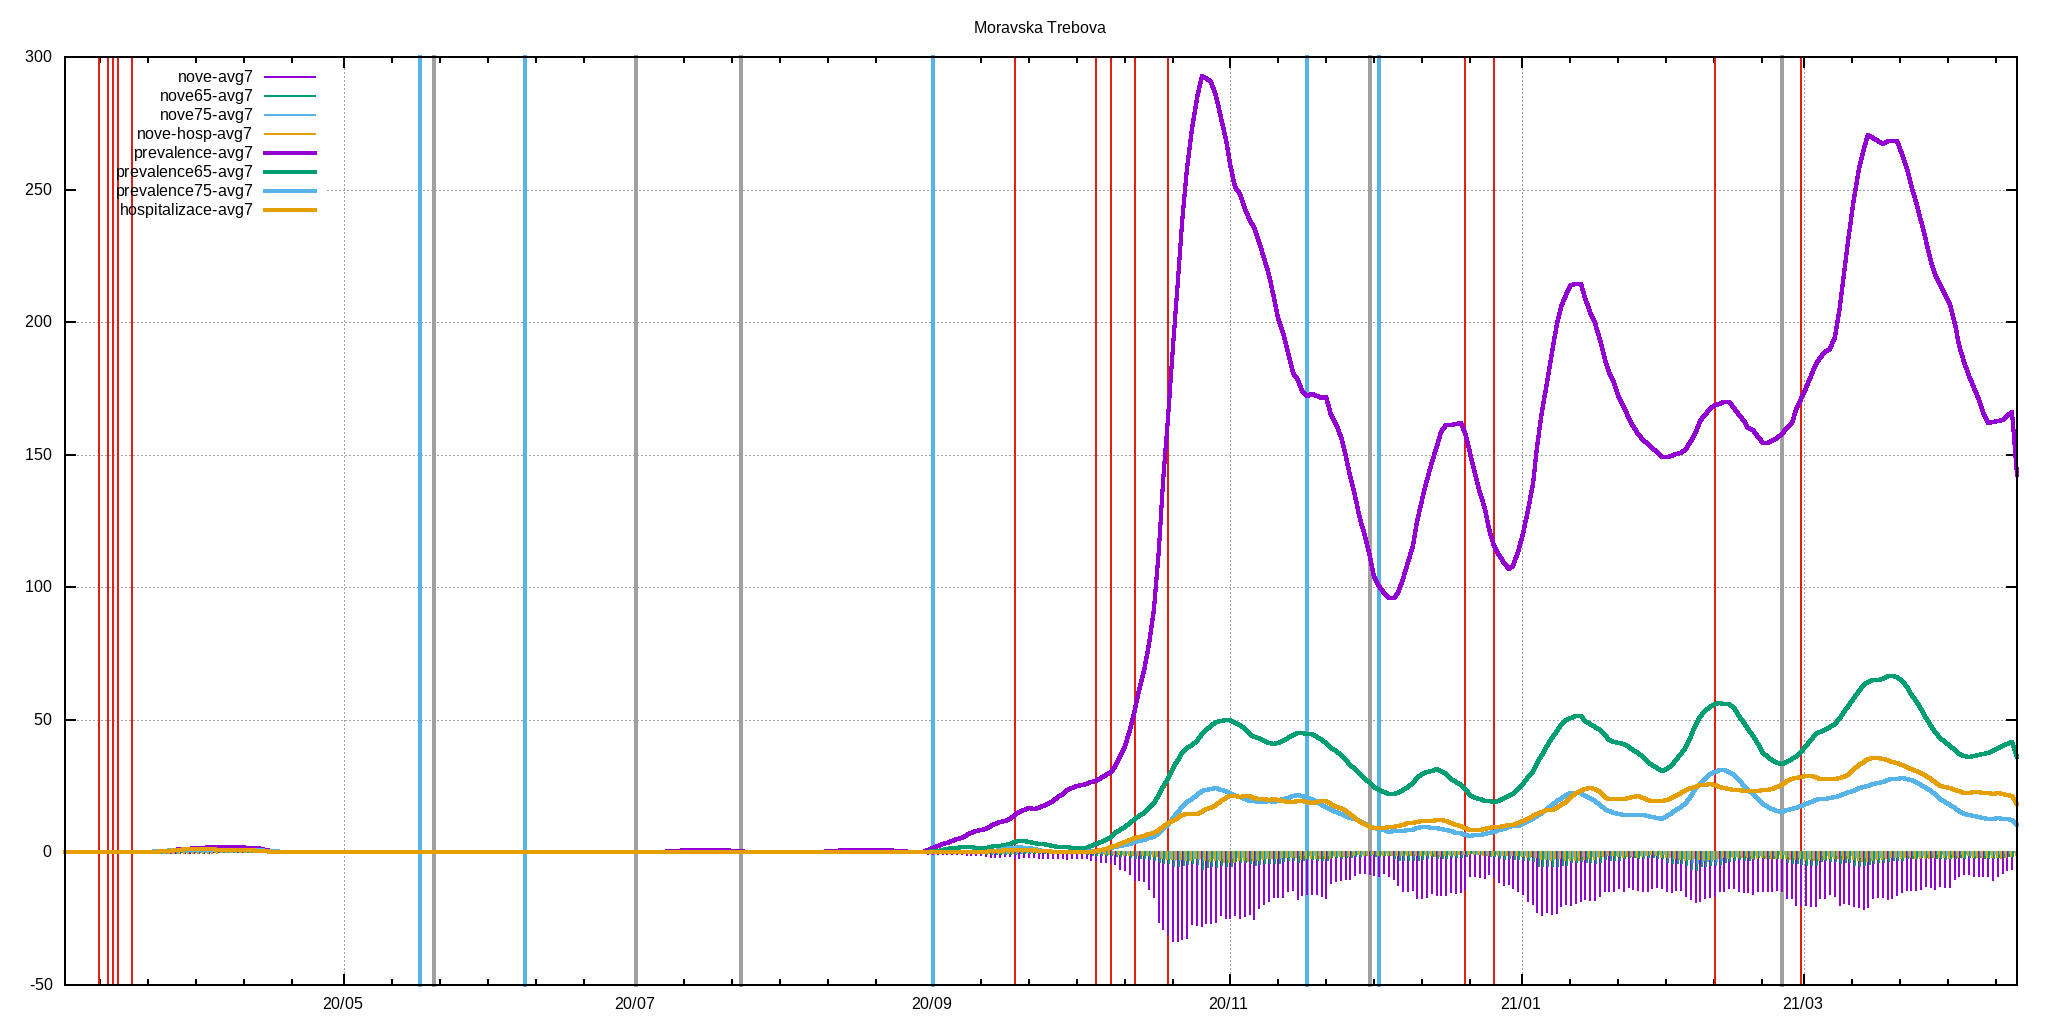 Moravska Trebova
300
250
200
150
100
50
0
-50
nove-avg7
nove65-avg7
nove75-avg7
nove-hosp-avg7
prevalence-avg7
prevalence65-avg7
prevalence75-avg7
hospitalizace-avg7
20/05 20/07 20/09 20/11 21/01 21/03